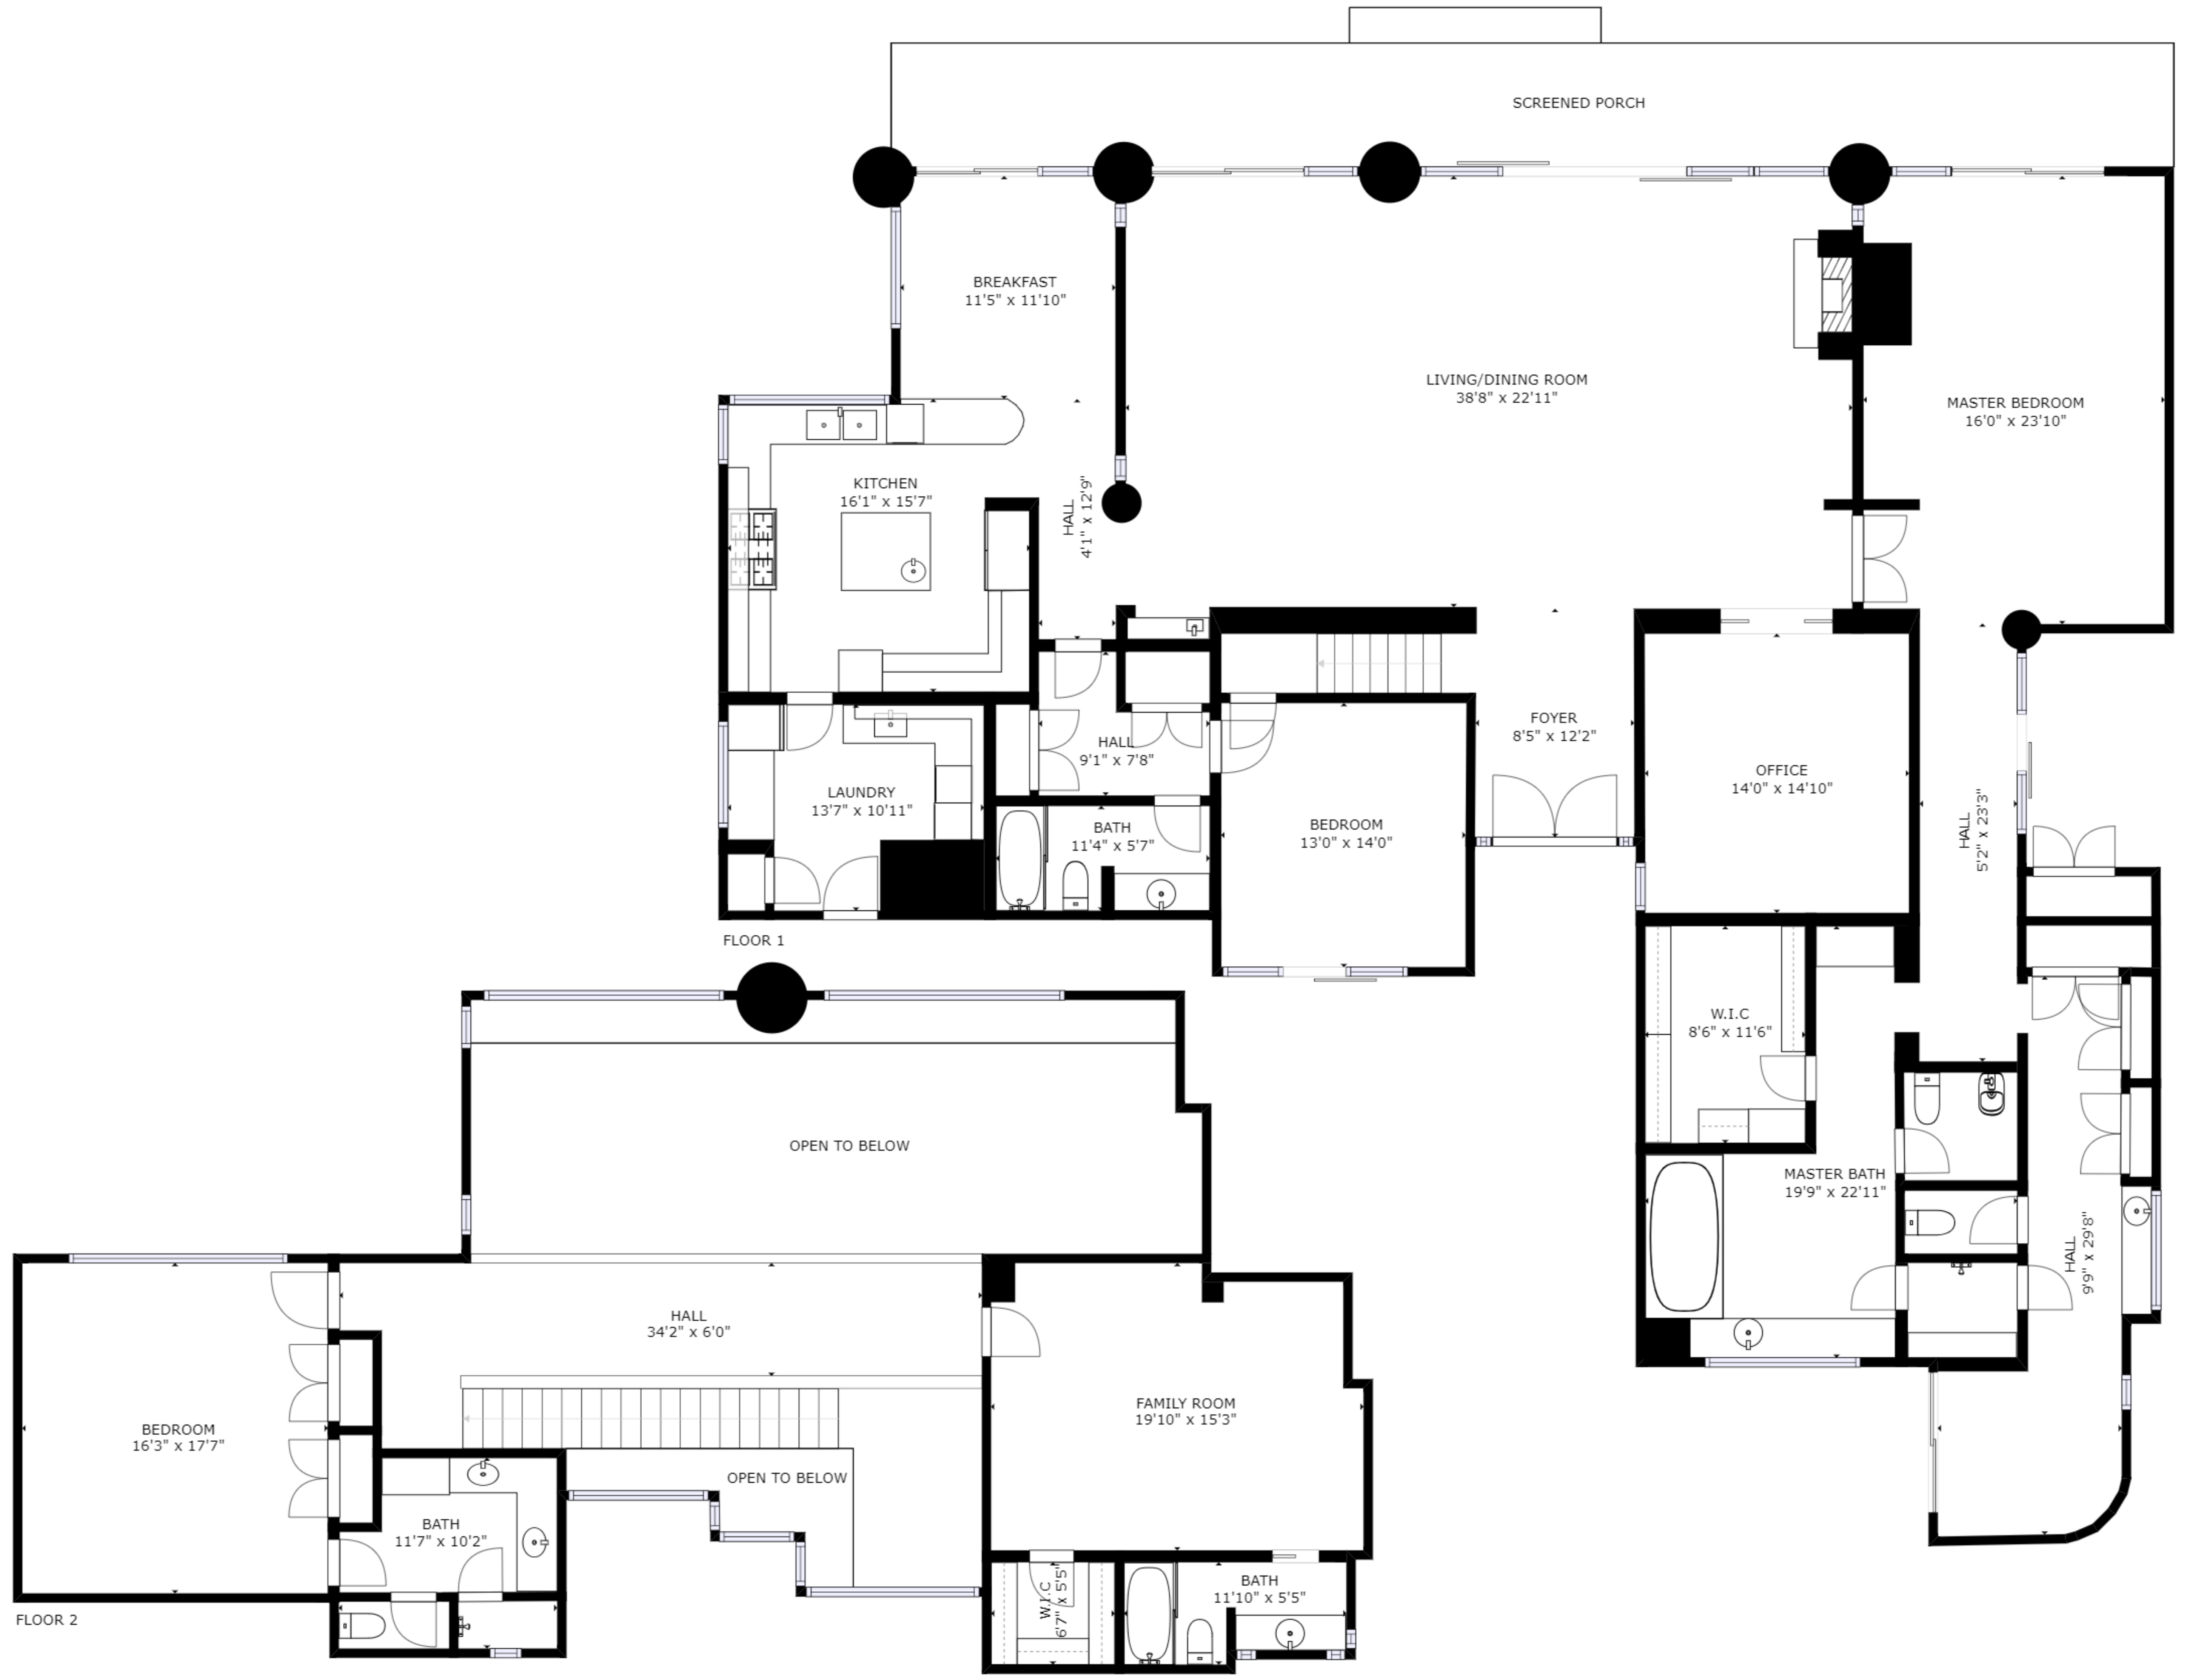 SCREENED PORCH
BREAKFAST
11'5" x 11'10"
LIVING/DINING ROOM
38'8" x 22'11"
MASTER BEDROOM
16'0" x 23'10"
KITCHEN
16'1" x 15'7"
HALL
4'1" x 12'9"
FOYER
8'5" x 12'2"
HALL
9'1" x 7'8"
OFFICE
14'0" x 14'10"
LAUNDRY
13'7" x 10'11"
BATH
11'4" x 5'7"
BEDROOM
13'0" x 14'0"
HALL
5'2" x 23'3"
FLOOR 1
W.I.C
8'6" x 11'6"
MASTER BATH
19'9" x 22'11"
HALL
9'9" x 29'8"
OPEN TO BELOW
HALL
34'2" x 6'0"
FAMILY ROOM
19'10" x 15'3"
BEDROOM
16'3" x 17'7"
OPEN TO BELOW
BATH
11'7" x 10'2"
W.I.C
6'7" x 5'5"
BATH
11'10" x 5'5"
FLOOR 2